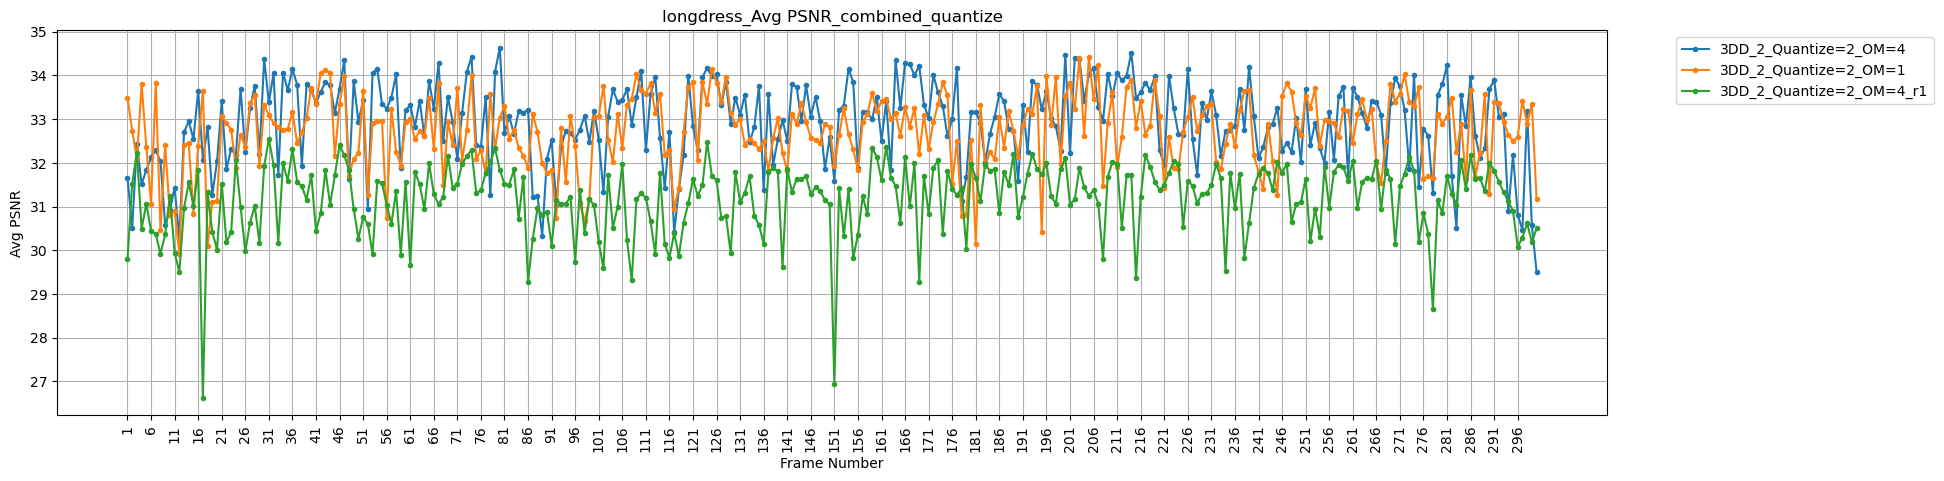 longdress_Avg PSNR_combined_quantize
35
34
33
32
31
30
29
28
27
Avg PSNR
1 6 11 16 21 26 31 36 41 46 51 56 61 66 71 76 81 86 91 96 101 106 111 116 121 126 131 136 141 146 151 156 161 166 171 176 181 186 191 196 201 206 211 216 221 226 231 236 241 246 251 256 261 266 271 276 281 286 291 296
Frame Number
3DD_2_Quantize=2_OM=4
3DD_2_Quantize=2_OM=1
3DD_2_Quantize=2_OM=4_r1